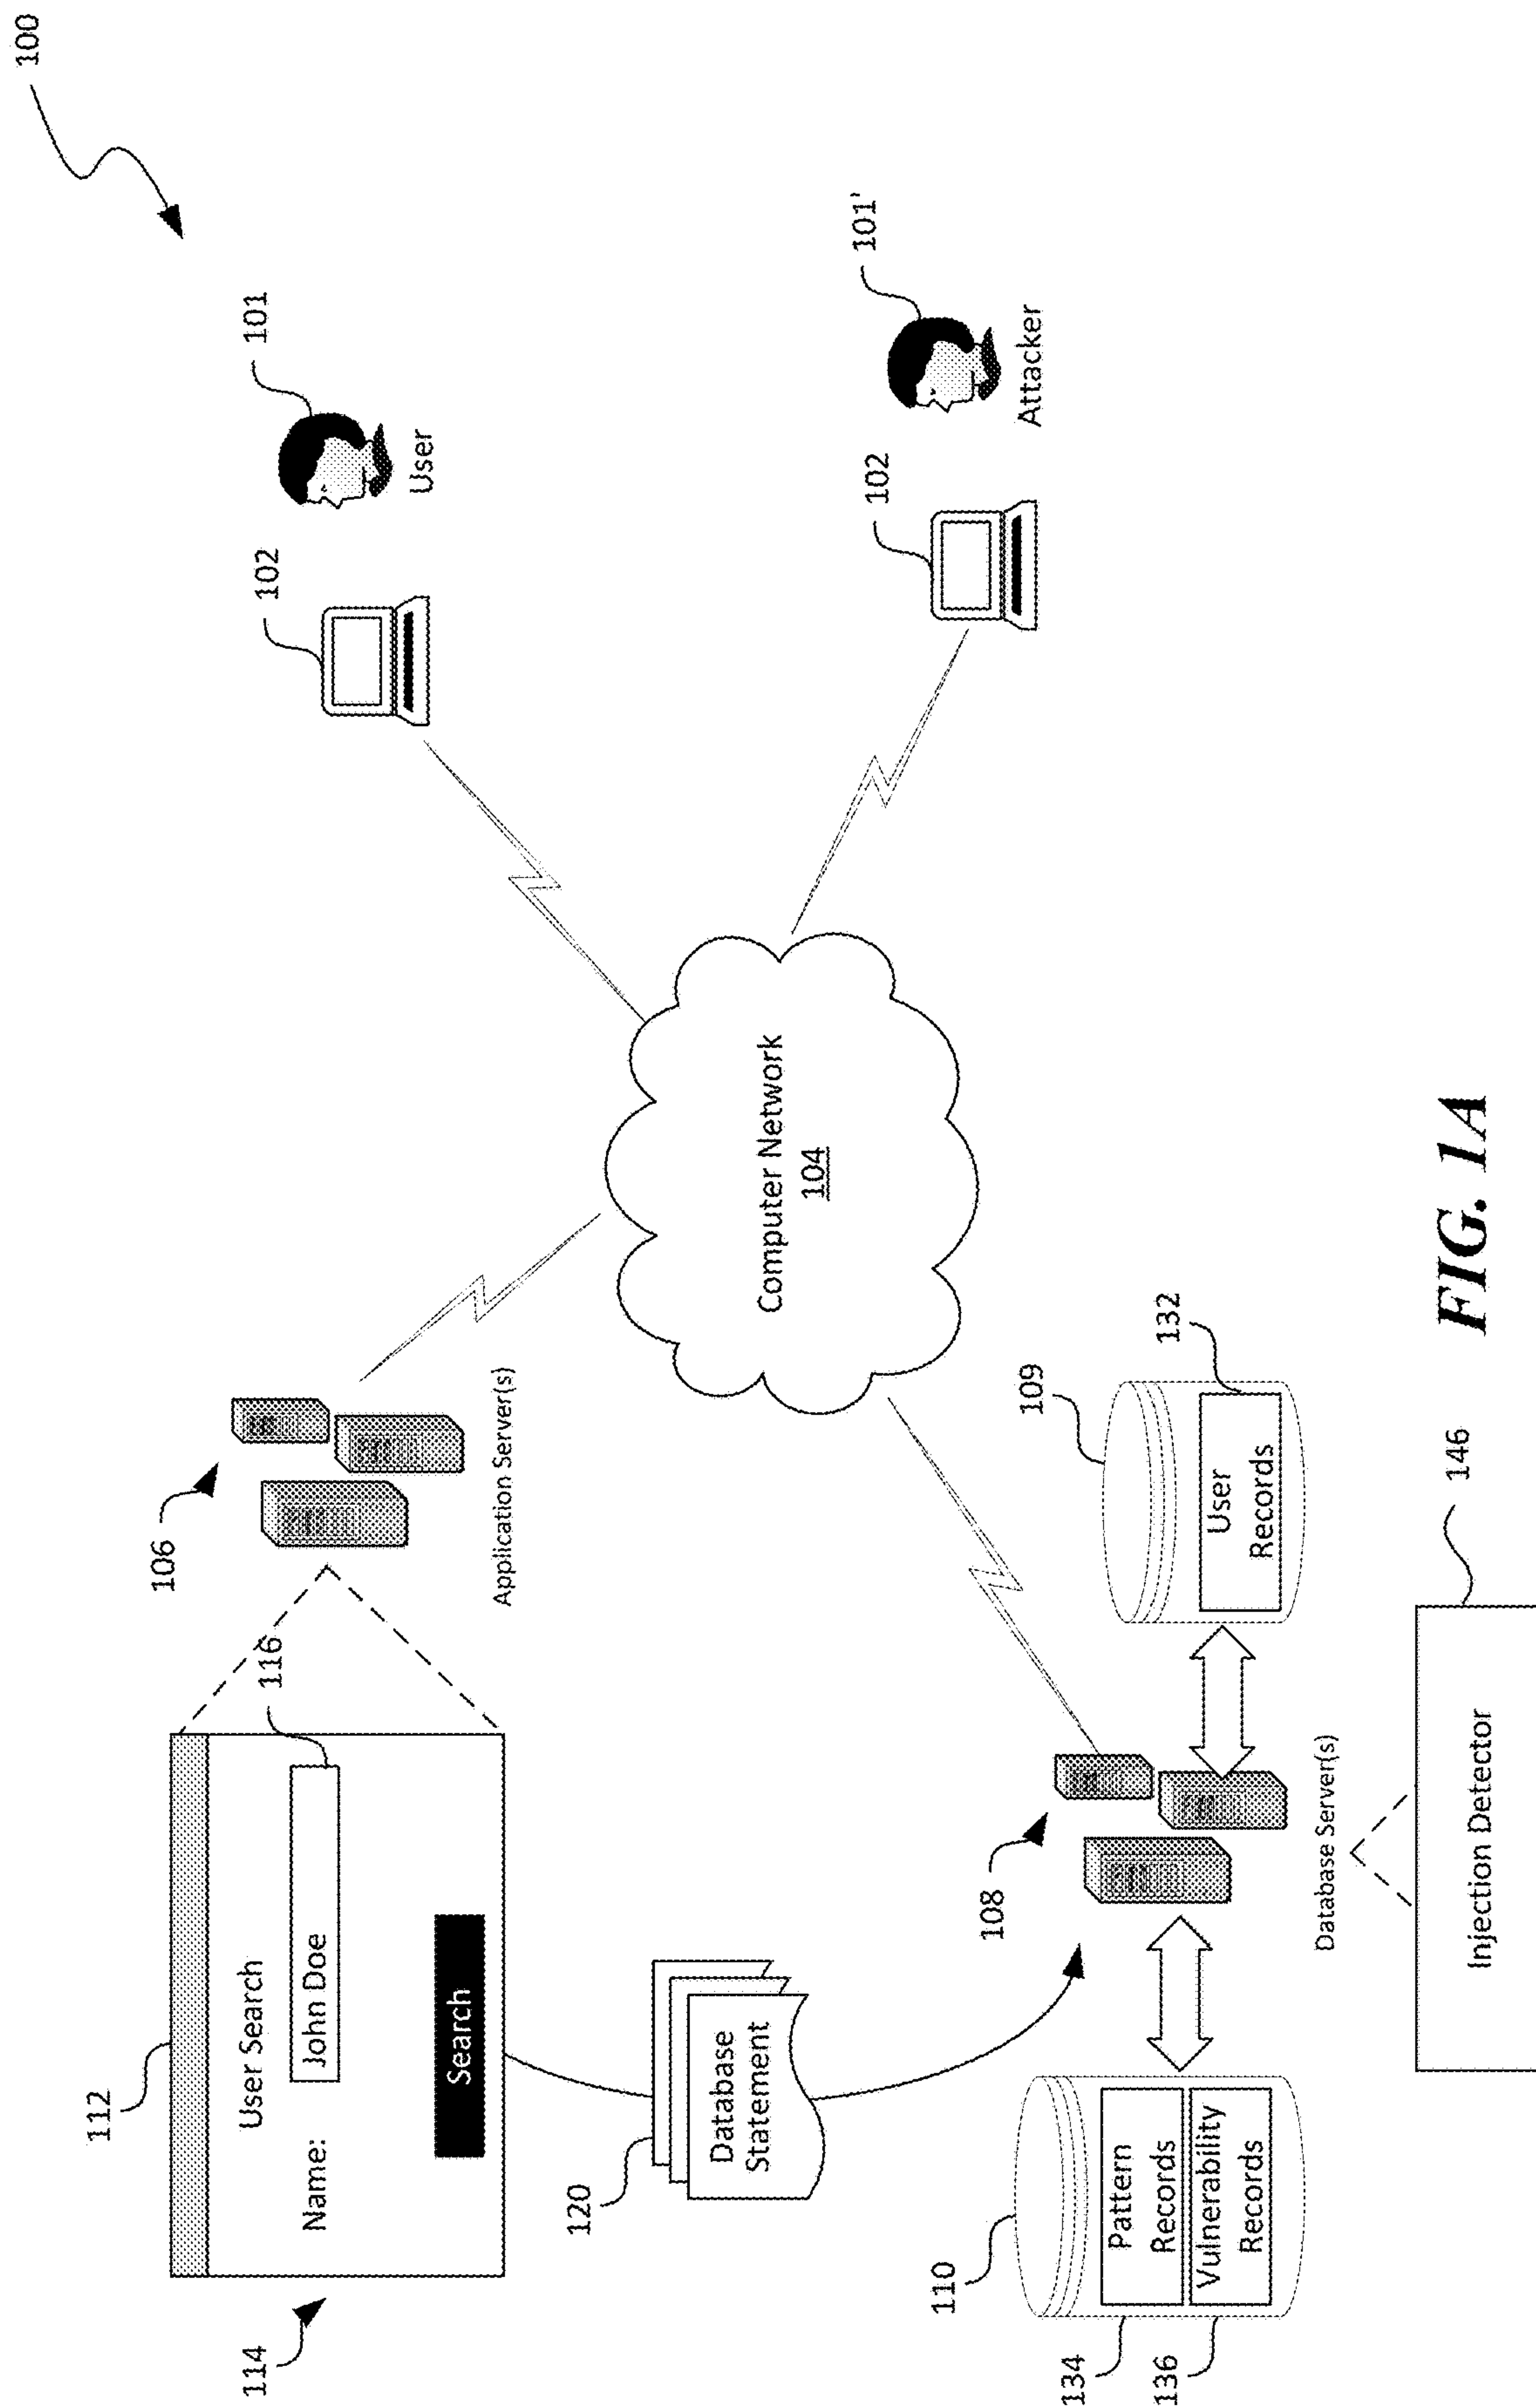 100
114
112
User Search
Name:
John Doe
116
Search
106
Application Server(s)
102
101
User
120
Database
Statement
Computer Network
104
102
101'
Attacker
110
134
Pattern
Records
136
Vulnerability
Records
108
Database Server(s)
109
132
User
Records
Injection Detector
146
FIG. 1A